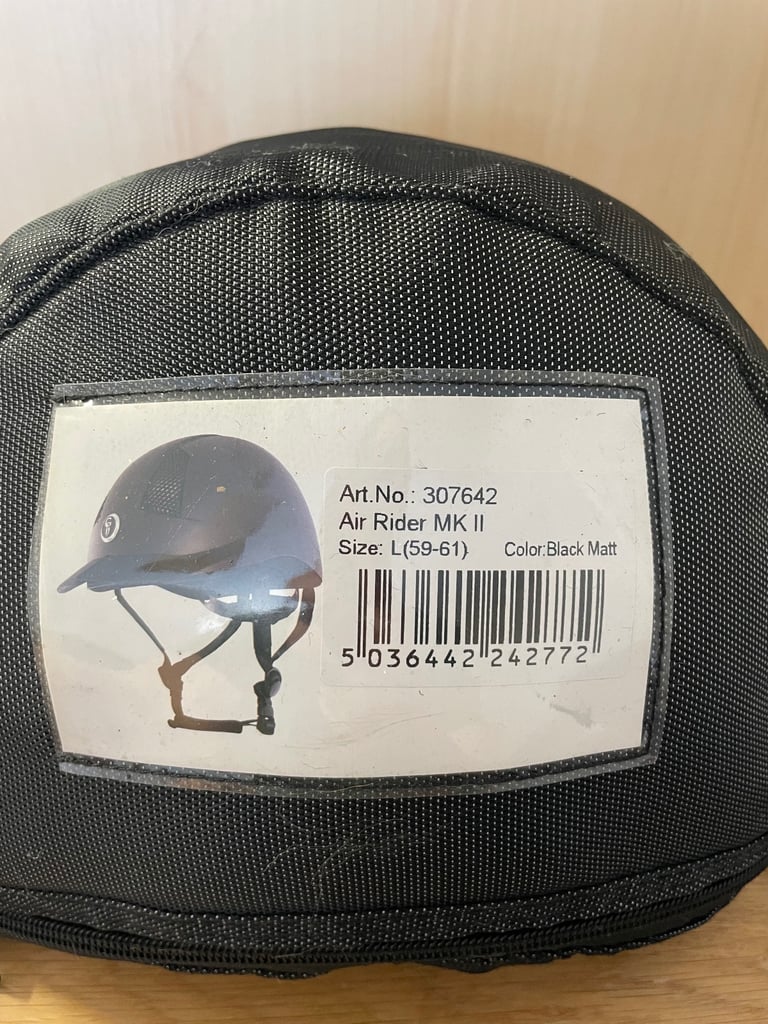 Art.No.: 307642
Air Rider MK II
Size: L(59-61) Color:Black Matt
5 036442 242772